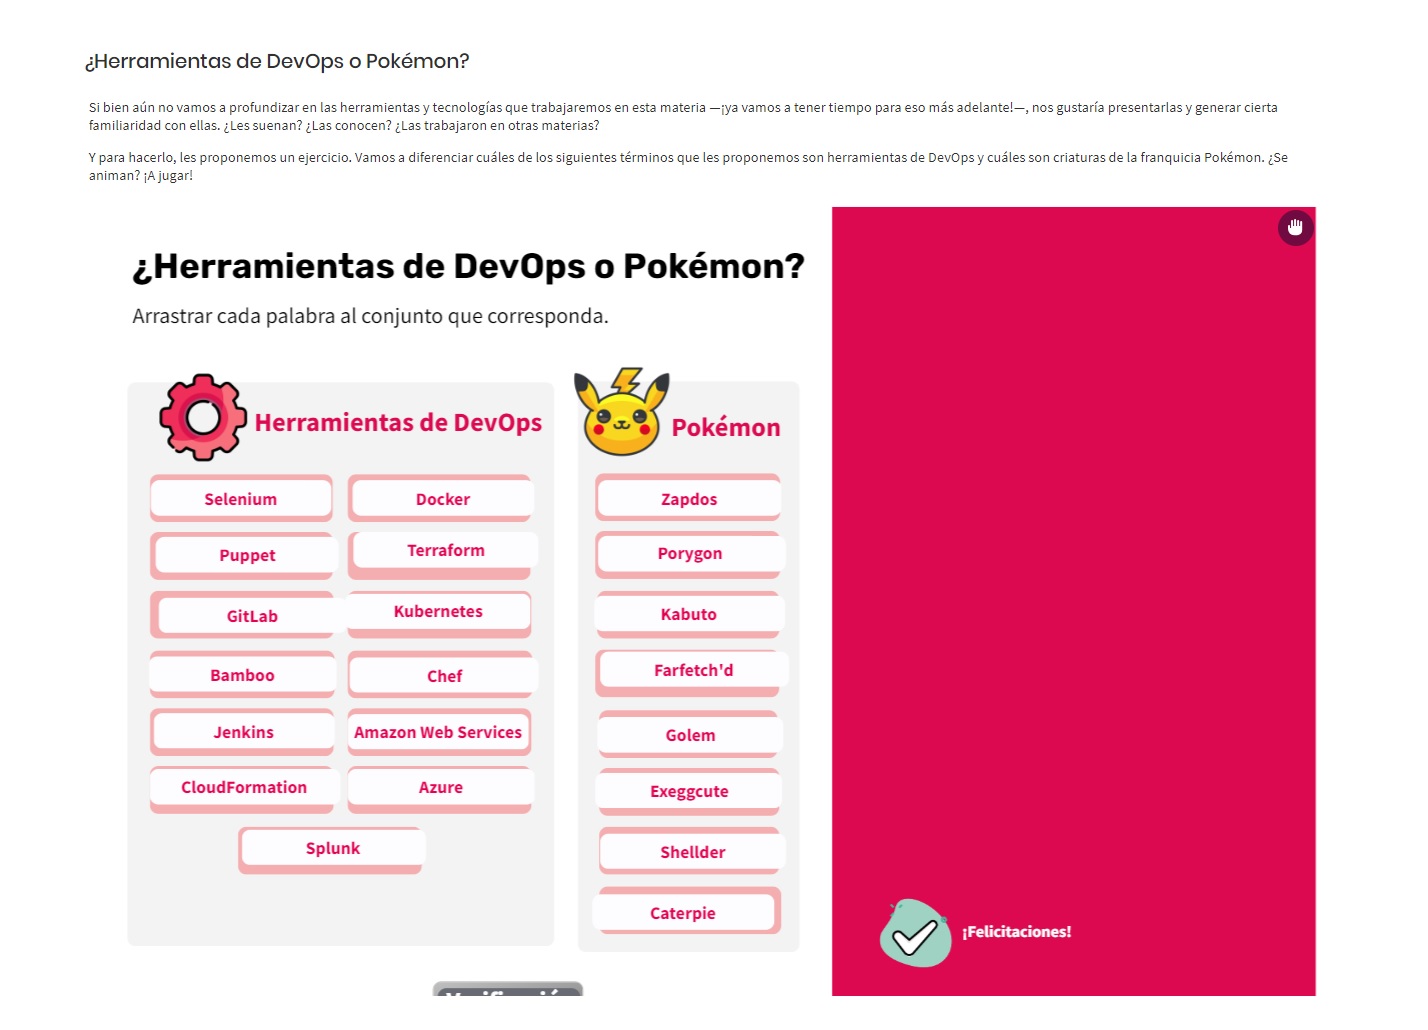 ¿Herramientas de DevOps o Pokémon?
Si bien aún no vamos a profundizar en las herramientas y tecnologías que trabajaremos en esta materia —¡ya vamos a tener tiempo para eso más adelante!—, nos gustaría presentarlas y generar cierta
familiaridad con ellas. ¿Les suenan? ¿Las conocen? ¿Las trabajaron en otras materias?
Y para hacerlo, les proponemos un ejercicio. Vamos a diferenciar cuáles de los siguientes términos que les proponemos son herramientas de DevOps y cuáles son criaturas de la franquicia Pokémon. ¿Se
animan? ¡A jugar!
¿Herramientas de DevOps o Pokémon?
Arrastrar cada palabra al conjunto que corresponda.
Herramientas de DevOps
Selenium
Docker
Puppet
Terraform
GitLab
Kubernetes
Bamboo
Chef
Jenkins
Amazon Web Services
CloudFormation
Azure
Splunk
Pokémon
Zapdos
Porygon
Kabuto
Farfetch'd
Golem
Exeggcute
Shellder
Caterpie
¡Felicitaciones!